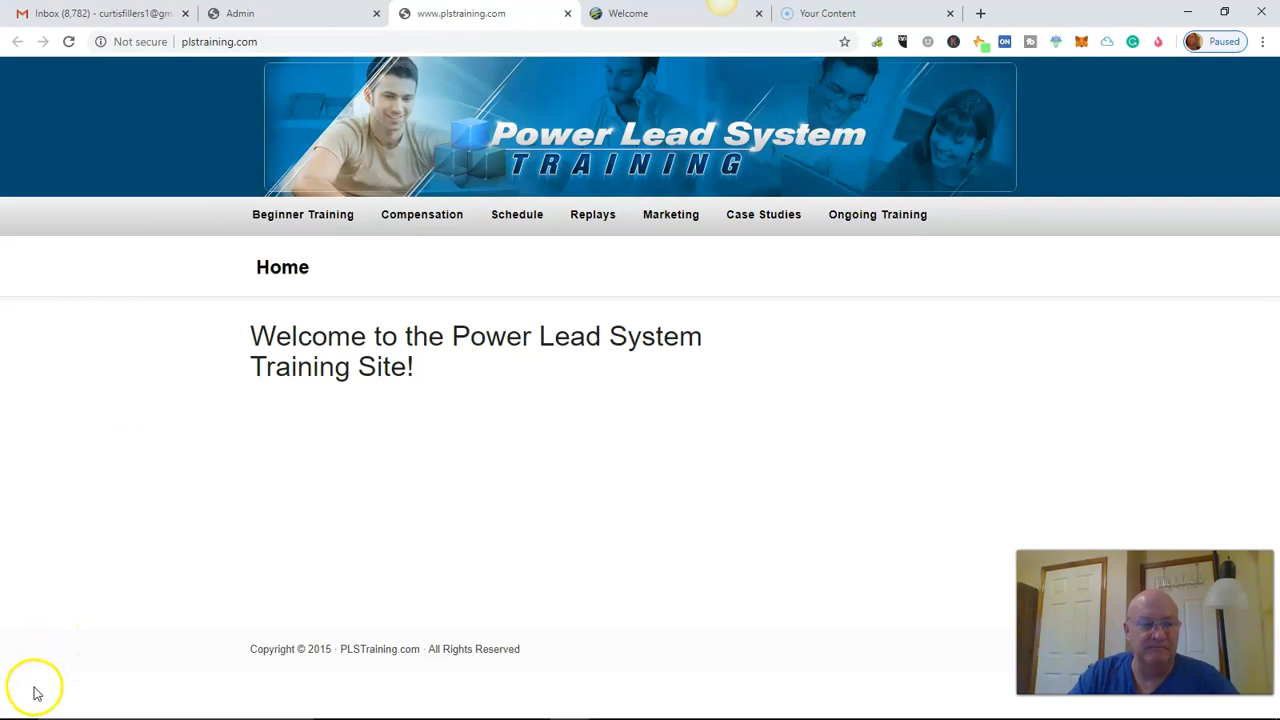 Inbox (8,782) - curtisfillers1@gm
Admin
www.plstraining.com
Welcome
Your Content
Not secure
plstraining.com
ON
Paused
Power Lead System
TRAINING
Beginner Training
Compensation
Schedule
Replays
Marketing
Case Studies
Ongoing Training
Home
Welcome to the Power Lead System
Training Site!
Copyright © 2015 · PLSTraining.com · All Rights Reserved